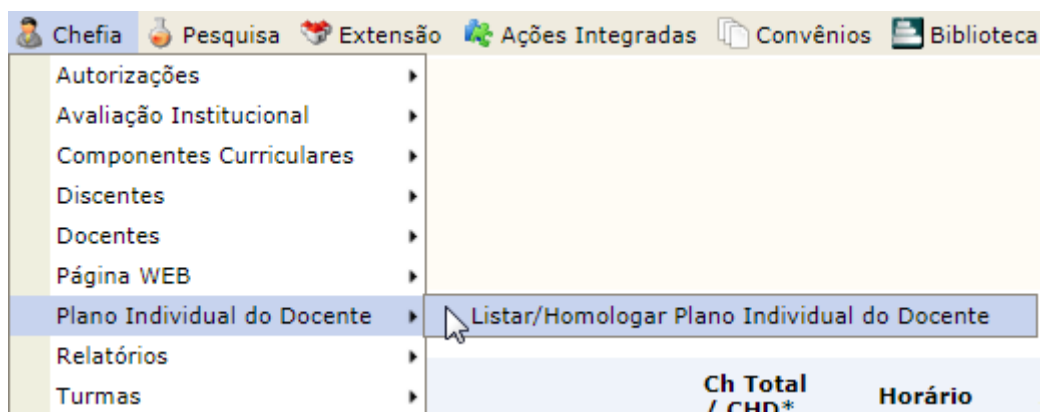 Chefia Pesquisa Extensão Ações Integradas Convênios Biblioteca
Autorizações
Avaliação Institucional
Componentes Curriculares
Discentes
Docentes
Página WEB
Plano Individual do Docente Listar/Homologar Plano Individual do Docente
Relatórios
Turmas
Ch Total
/ CHD* Horário